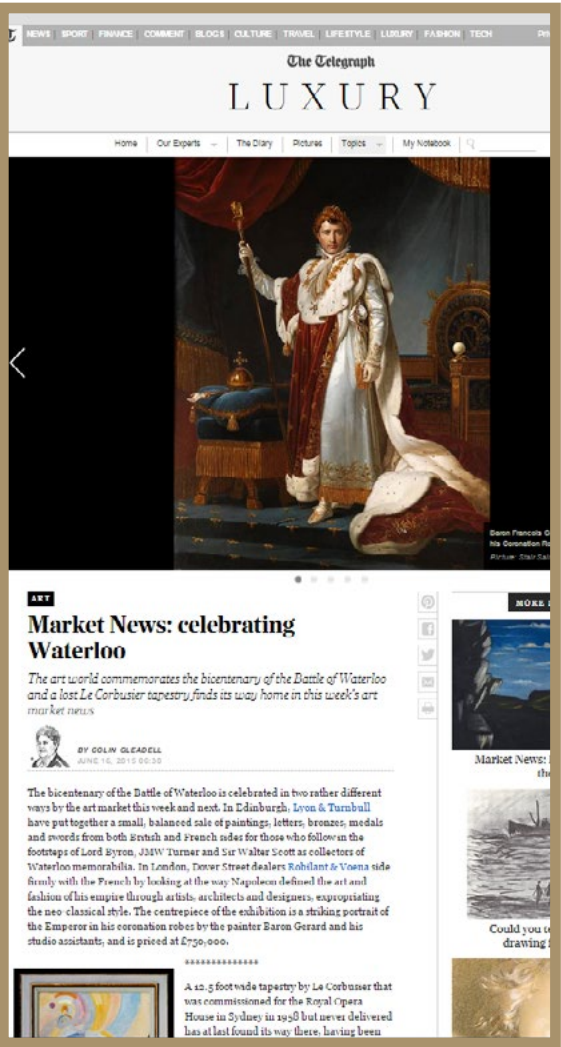 NEWS | SPORT | FINANCE | COMMENT | BLOGS | CULTURE | TRAVEL | LIFESTYLE | LUXURY | FASHION | TECH
The Telegraph
LUXURY
Home | Our Experts | The Diary | Pictures | Topics | My Notebook
Baron Francois
his Coronation
Picture:
ART
Market News: celebrating
Waterloo
The art world commemorates the bicentenary of the Battle of Waterloo
and a lost Le Corbusier tapestry finds its way home in this week's art
market news
BY COLIN GLEADELL
JUNE 16, 2015 00:30
The bicentenary of the Battle of Waterloo is celebrated in two rather different
ways by the art market this week and next. In Edinburgh, Lyon & Turnbull
have put together a small, balanced sale of paintings, letters, bronzes, medals
and swords from both British and French sides for those who follow in the
footsteps of Lord Byron, JMW Turner and Sir Walter Scott as collectors of
Waterloo memorabilia. In London, Dover Street dealers Robilant & Voena side
firmly with the French by looking at the way Napoleon defined the art and
fashion of his empire through artists, architects and designers, expropriating
the neo-classical style. The centrepiece of the exhibition is a striking portrait of
the Emperor in his coronation robes by the painter Baron Gerard and his
studio assistants, and is priced at £750,000.
**************
A 12.5 foot wide tapestry by Le Corbusier that
was commissioned for the Royal Opera
House in Sydney in 1958 but never delivered
has at last found its way there, having been
MORE
Market News:
Could you
drawing